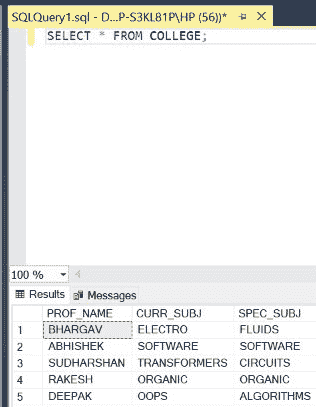 SQLQuery1.sql - D...P-S3KL81P\HP (56))*
SELECT * FROM COLLEGE;
100 %
Results Messages
PROF_NAME CURR_SUBJ SPEC_SUBJ
1 BHARGAV ELECTRO FLUIDS
2 ABHISHEK SOFTWARE SOFTWARE
3 SUDHARSHAN TRANSFORMERS CIRCUITS
4 RAKESH ORGANIC ORGANIC
5 DEEPAK OOPS ALGORITHMS